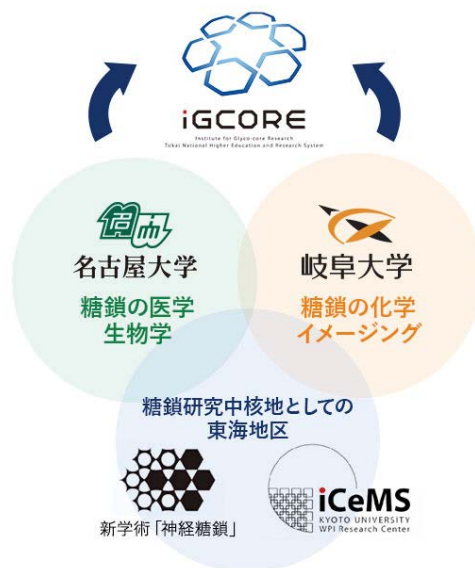 iGCORE
Institute for Glyco-core Research
Tokai National Higher Education and Research System
名大
名古屋大学
糖鎖の医学
生物学
岐阜大学
糖鎖の化学
イメージング
糖鎖研究中核地としての
東海地区
新学術「神経糖鎖」
iCeMS
KYOTO UNIVERSITY
WPI Research Center